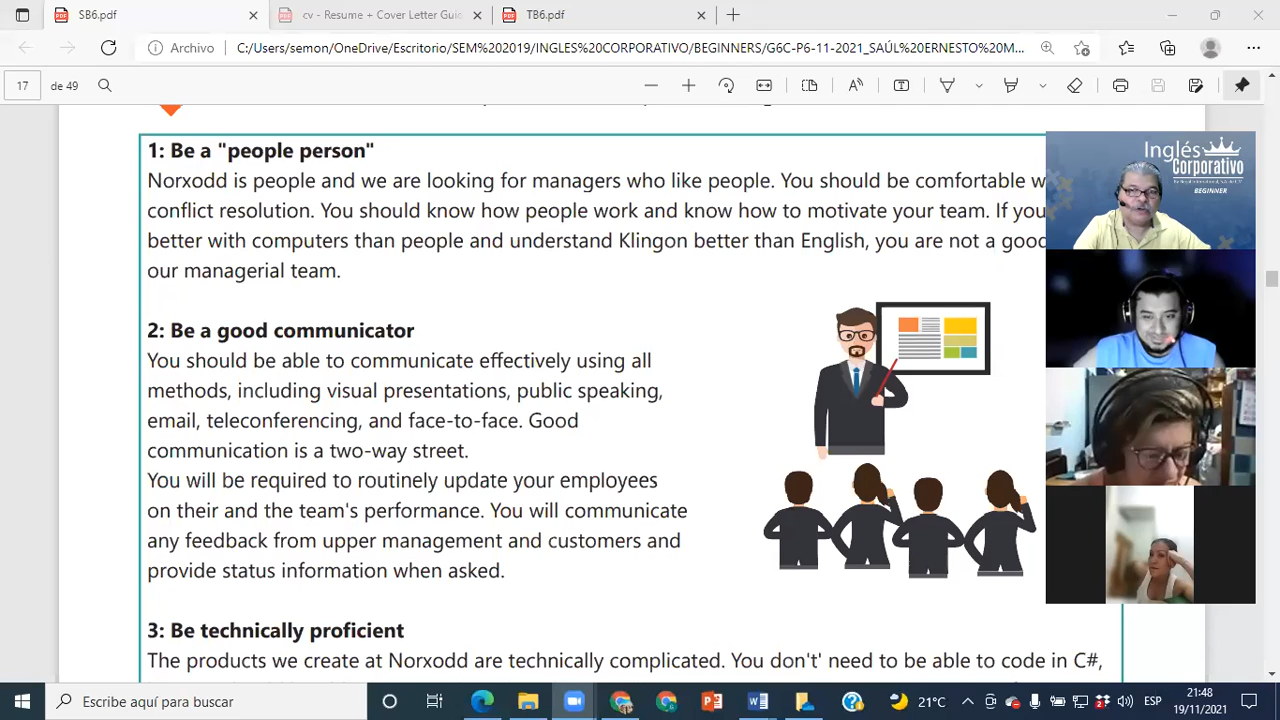 SB6.pdf
cv - Resume + Cover Letter Guid
TB6.pdf
Archivo
C:/Users/semon/OneDrive/Escritorio/SEM%202019/INGLES%20CORPORATIVO/BEGINNERS/G6C-P6-11-2021_SAÚL%20ERNESTO%20M...
17
de 49
1: Be a "people person"
Norxodd is people and we are looking for managers who like people. You should be comfortable w
conflict resolution. You should know how people work and know how to motivate your team. If you
better with computers than people and understand Klingon better than English, you are not a good
our managerial team.
Inglés
Corporativo
BEGINNER
2: Be a good communicator
You should be able to communicate effectively using all
methods, including visual presentations, public speaking,
email, teleconferencing, and face-to-face. Good
communication is a two-way street.
You will be required to routinely update your employees
on their and the team's performance. You will communicate
any feedback from upper management and customers and
provide status information when asked.
3: Be technically proficient
The products we create at Norxodd are technically complicated. You don't' need to be able to code in C#,
Escribe aquí para buscar
21°C
ESP
21:48
19/11/2021